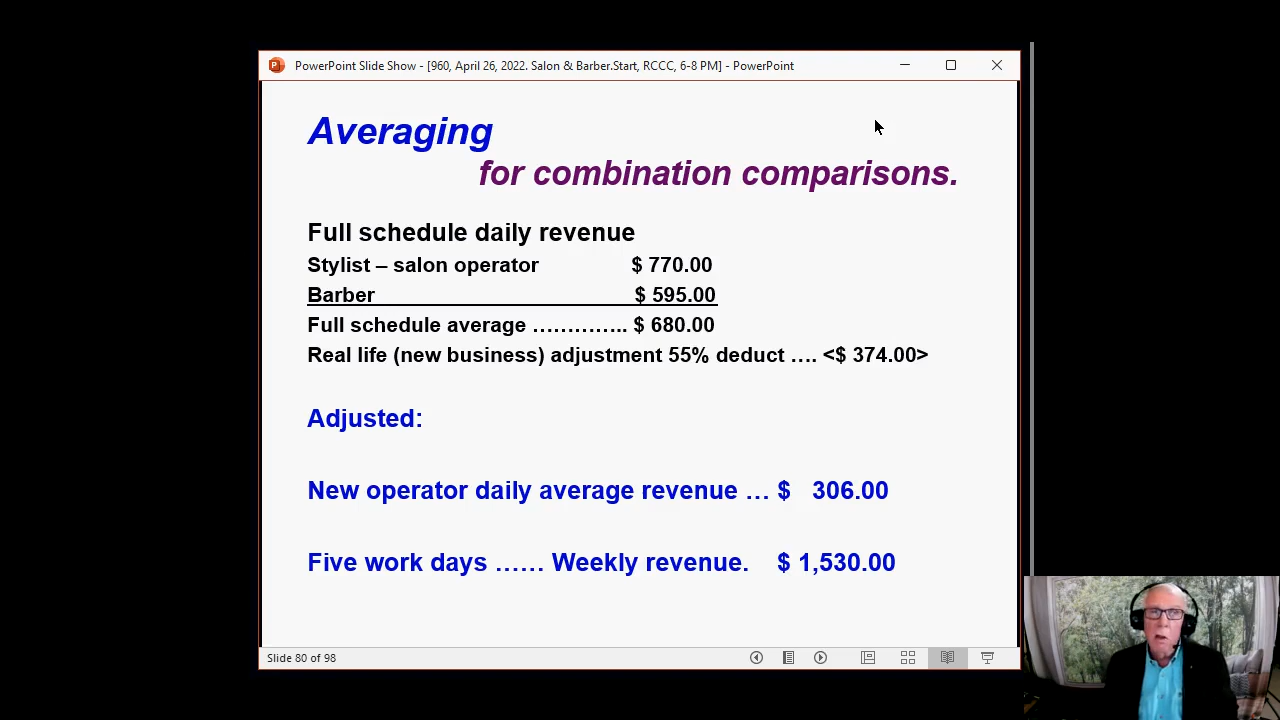 PowerPoint Slide Show - [960, April 26, 2022. Salon & Barber.Start, RCCC, 6-8 PM] - PowerPoint
Averaging
for combination comparisons.
Full schedule daily revenue
Stylist – salon operator $ 770.00
Barber $ 595.00
Full schedule average ………….. $ 680.00
Real life (new business) adjustment 55% deduct …. <$ 374.00>
Adjusted:
New operator daily average revenue … $ 306.00
Five work days …… Weekly revenue. $ 1,530.00
Slide 80 of 98